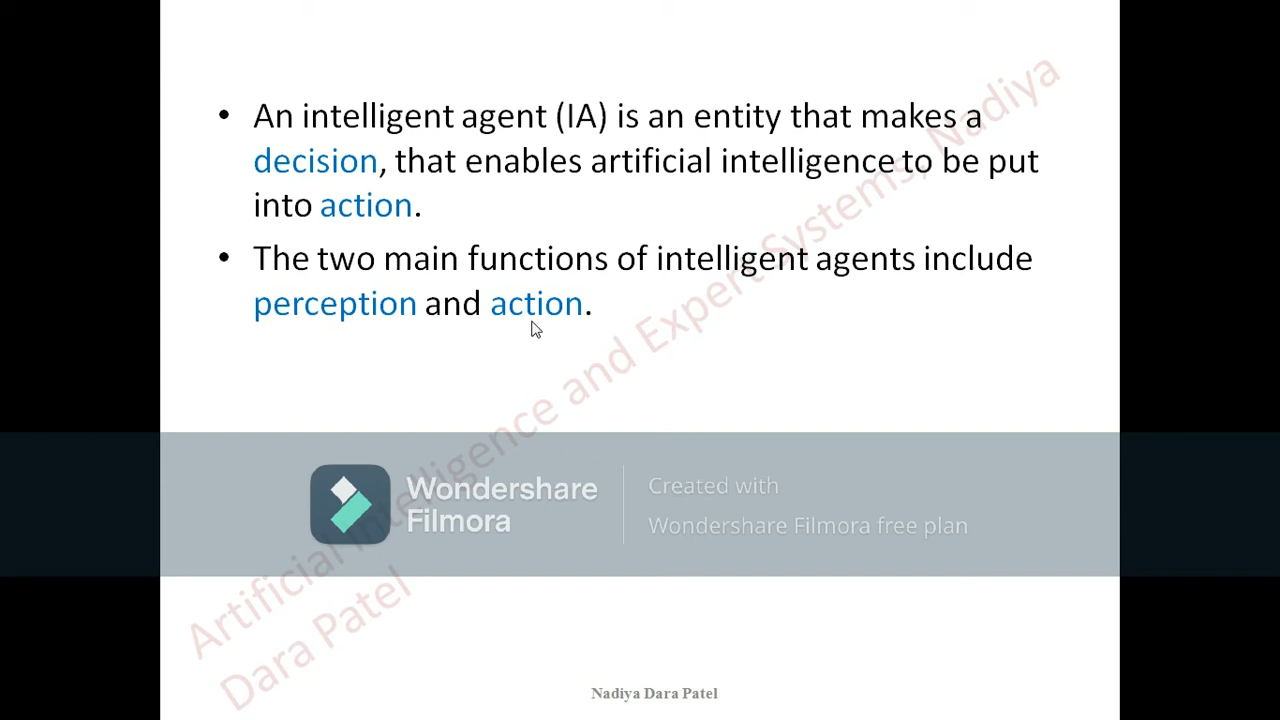 • An intelligent agent (IA) is an entity that makes a
decision, that enables artificial intelligence to be put
into action.
• The two main functions of intelligent agents include
perception and action.
Artificial Intelligence and Expert Systems, Nadiya
Dara Patel
Wondershare
Filmora
Created with
Wondershare Filmora free plan
Nadiya Dara Patel